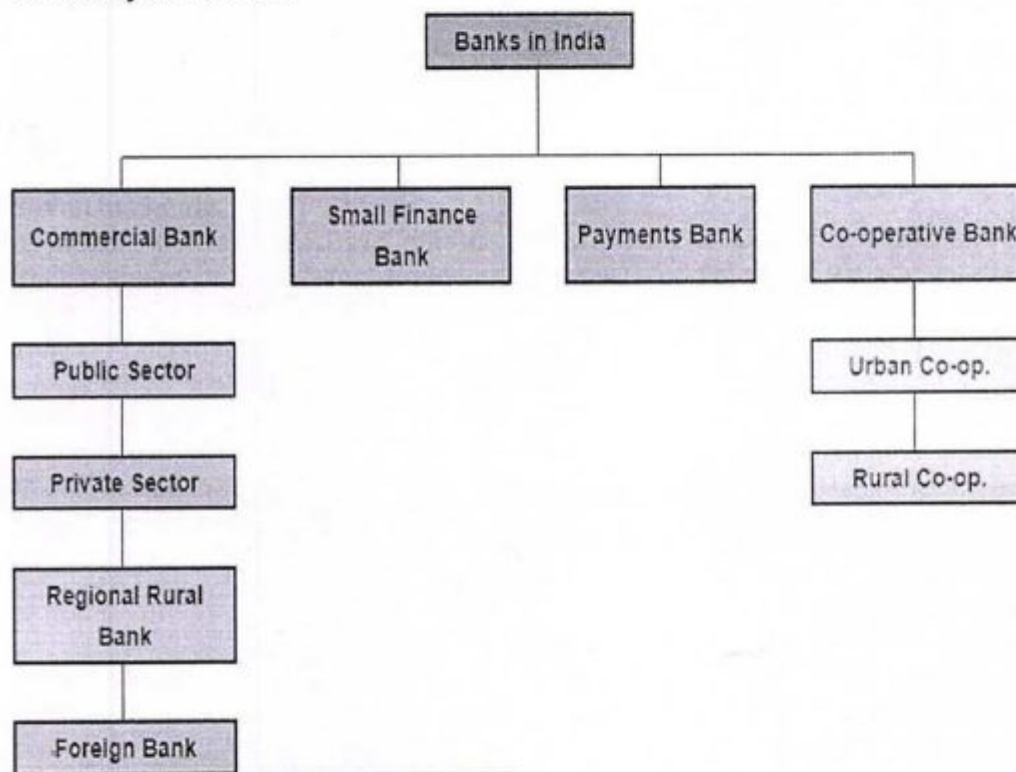 Banks in India
Commercial Bank
Small Finance
Bank
Payments Bank
Co-operative Bank
Public Sector
Urban Co-op.
Private Sector
Rural Co-op.
Regional Rural
Bank
Foreign Bank